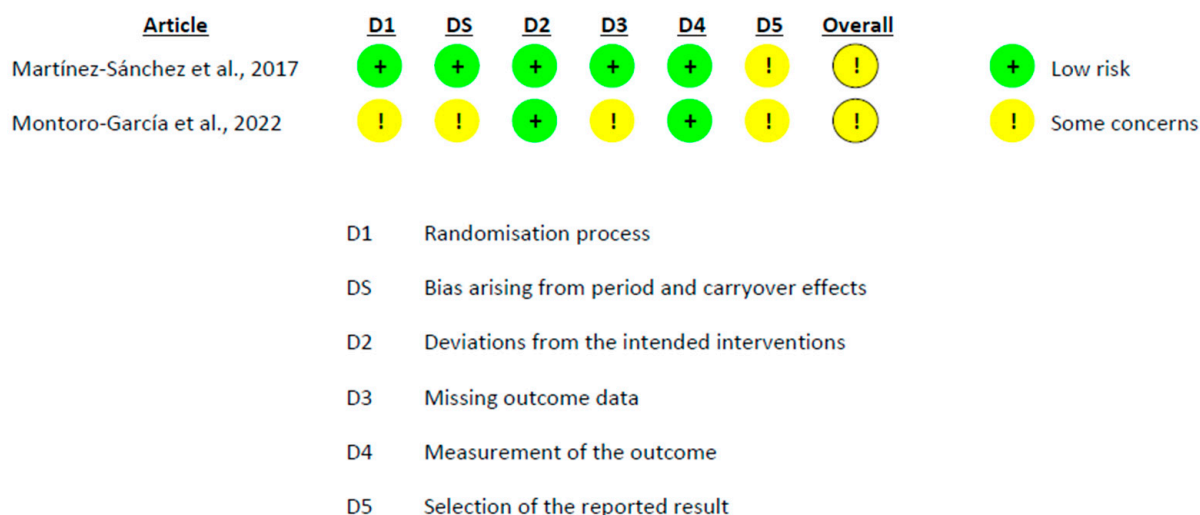 Article D1 DS D2 D3 D4 D5 Overall
Martínez-Sánchez et al., 2017 + + + + + ! ! + Low risk
Montoro-García et al., 2022 ! ! + ! + ! ! ! Some concerns
D1 Randomisation process
DS Bias arising from period and carryover effects
D2 Deviations from the intended interventions
D3 Missing outcome data
D4 Measurement of the outcome
D5 Selection of the reported result